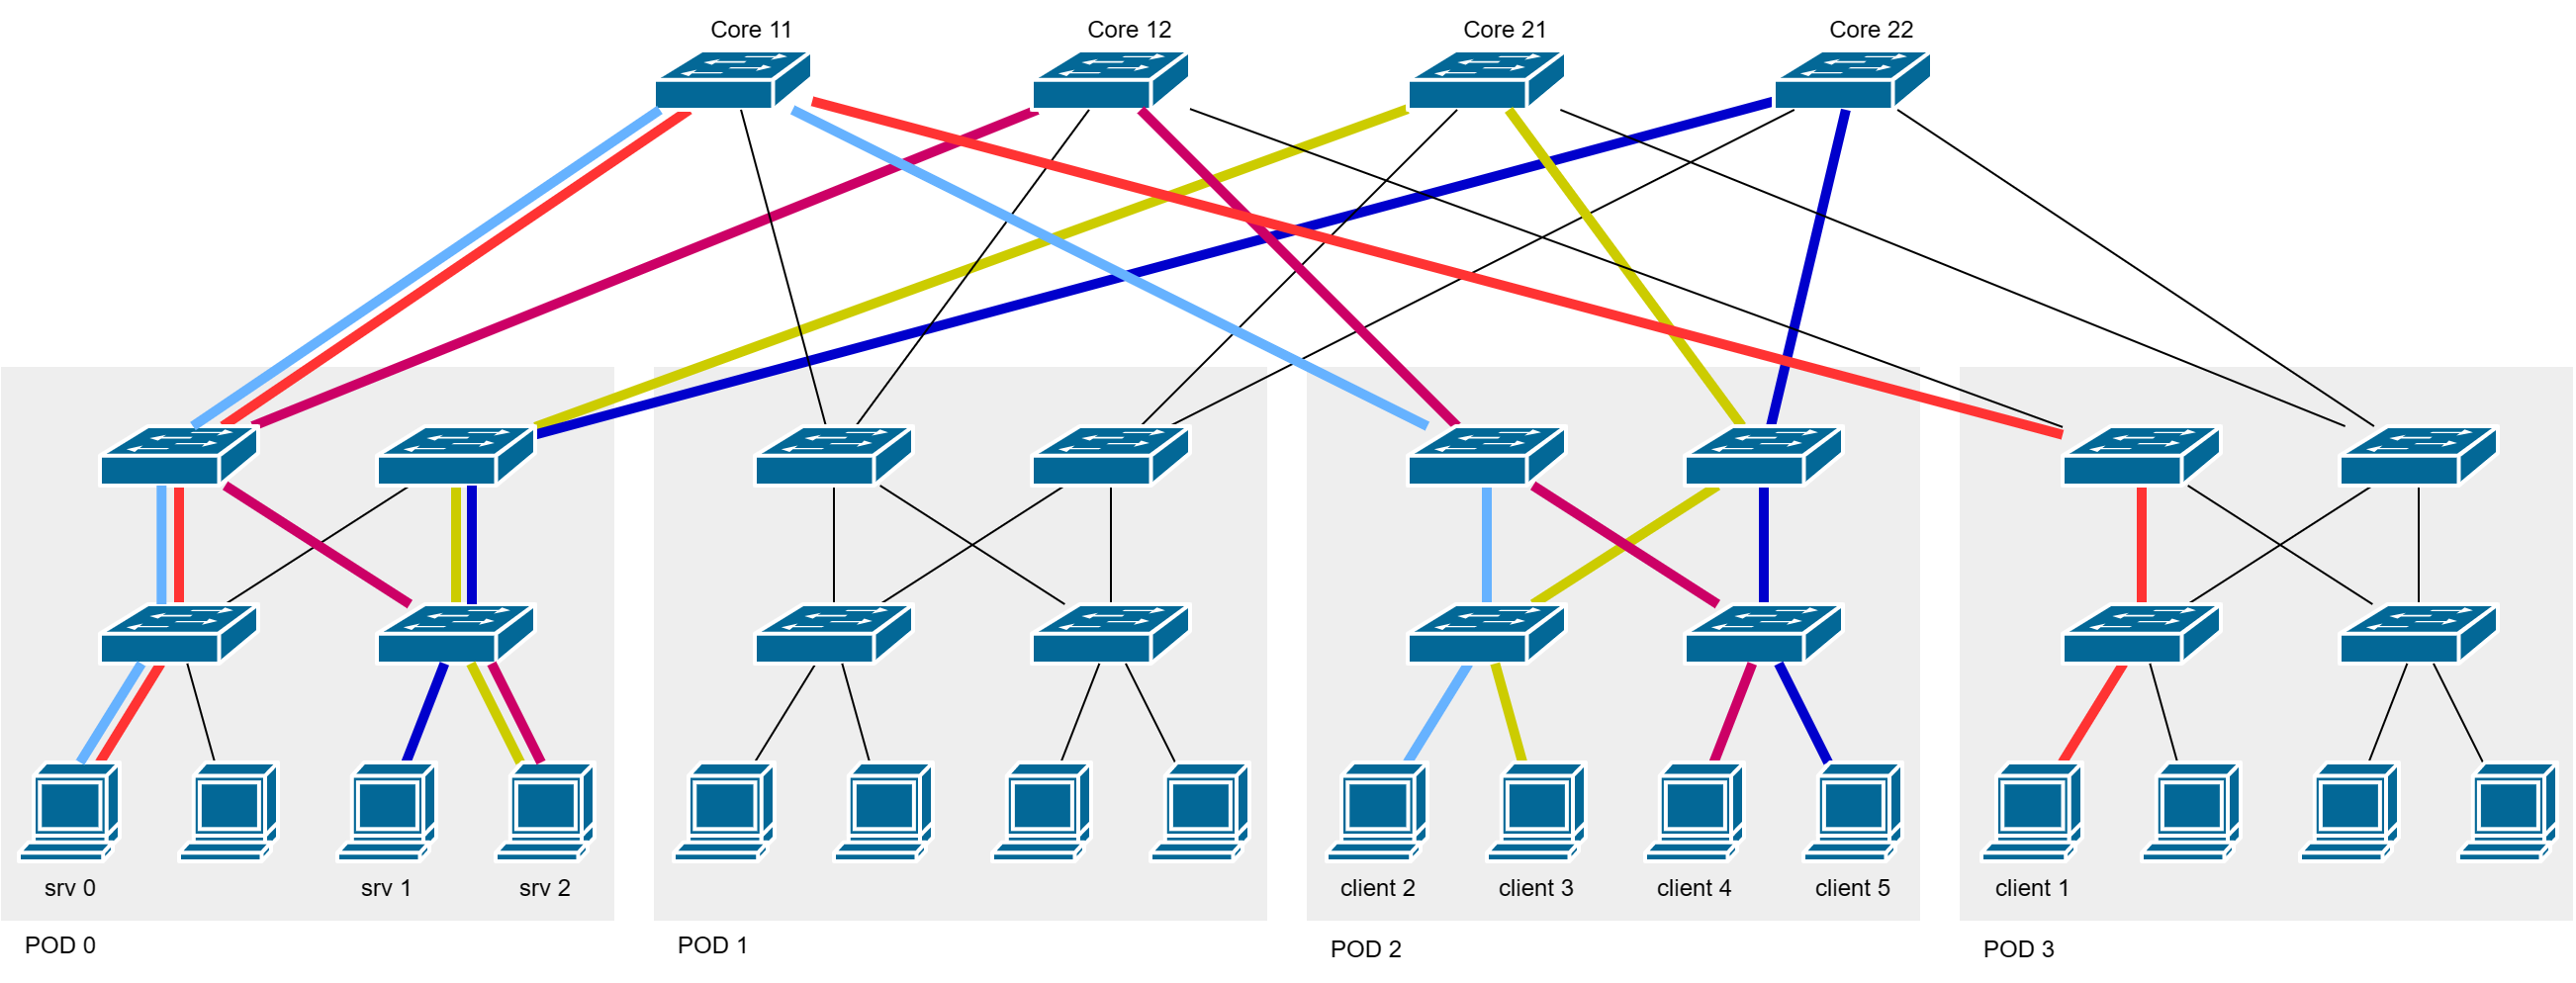 Core 11
Core 12
Core 21
Core 22
srv 0
srv 1
srv 2
client 2
client 3
client 4
client 5
client 1
POD 0
POD 1
POD 2
POD 3